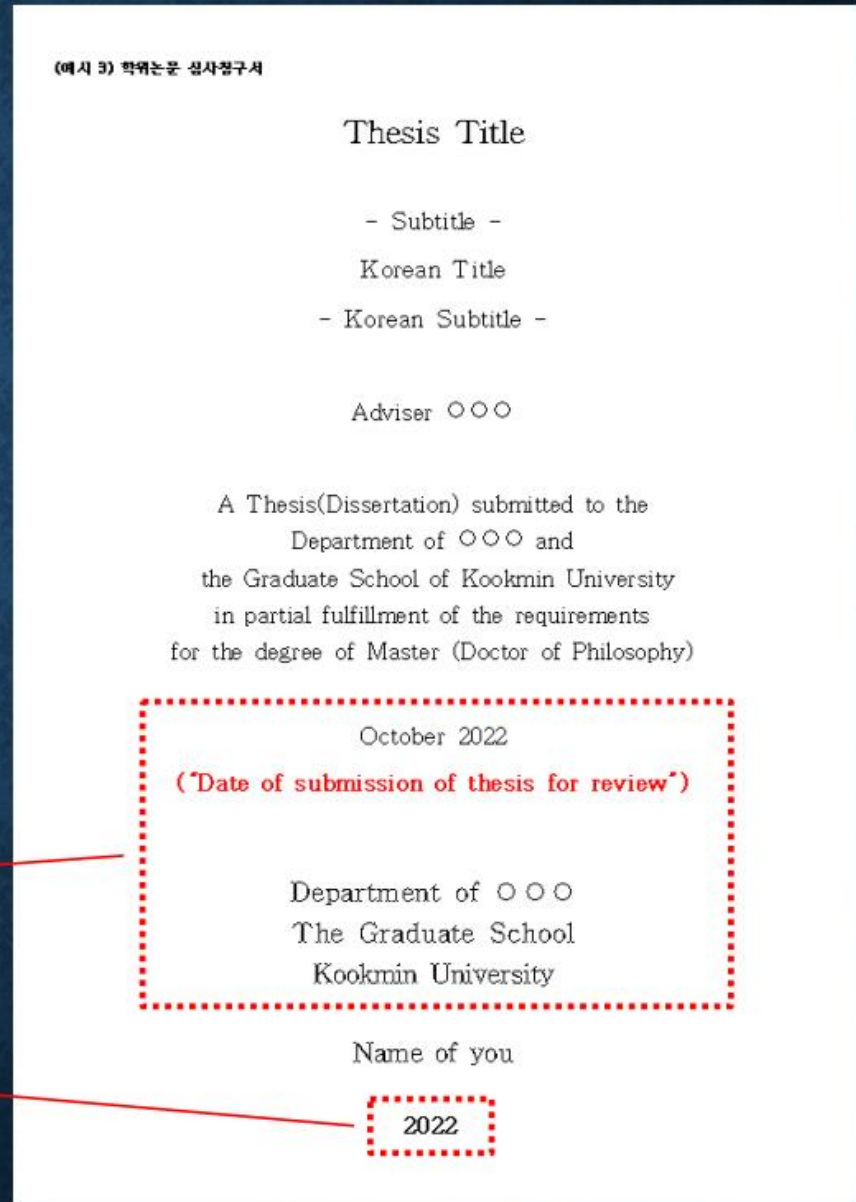 (예시 3) 학위논문 심사청구서
Thesis Title
- Subtitle -
Korean Title
- Korean Subtitle -
Adviser ○○○
A Thesis(Dissertation) submitted to the
Department of ○○○ and
the Graduate School of Kookmin University
in partial fulfillment of the requirements
for the degree of Master (Doctor of Philosophy)
October 2022
("Date of submission of thesis for review")
Department of ○ ○ ○
The Graduate School
Kookmin University
Name of you
2022